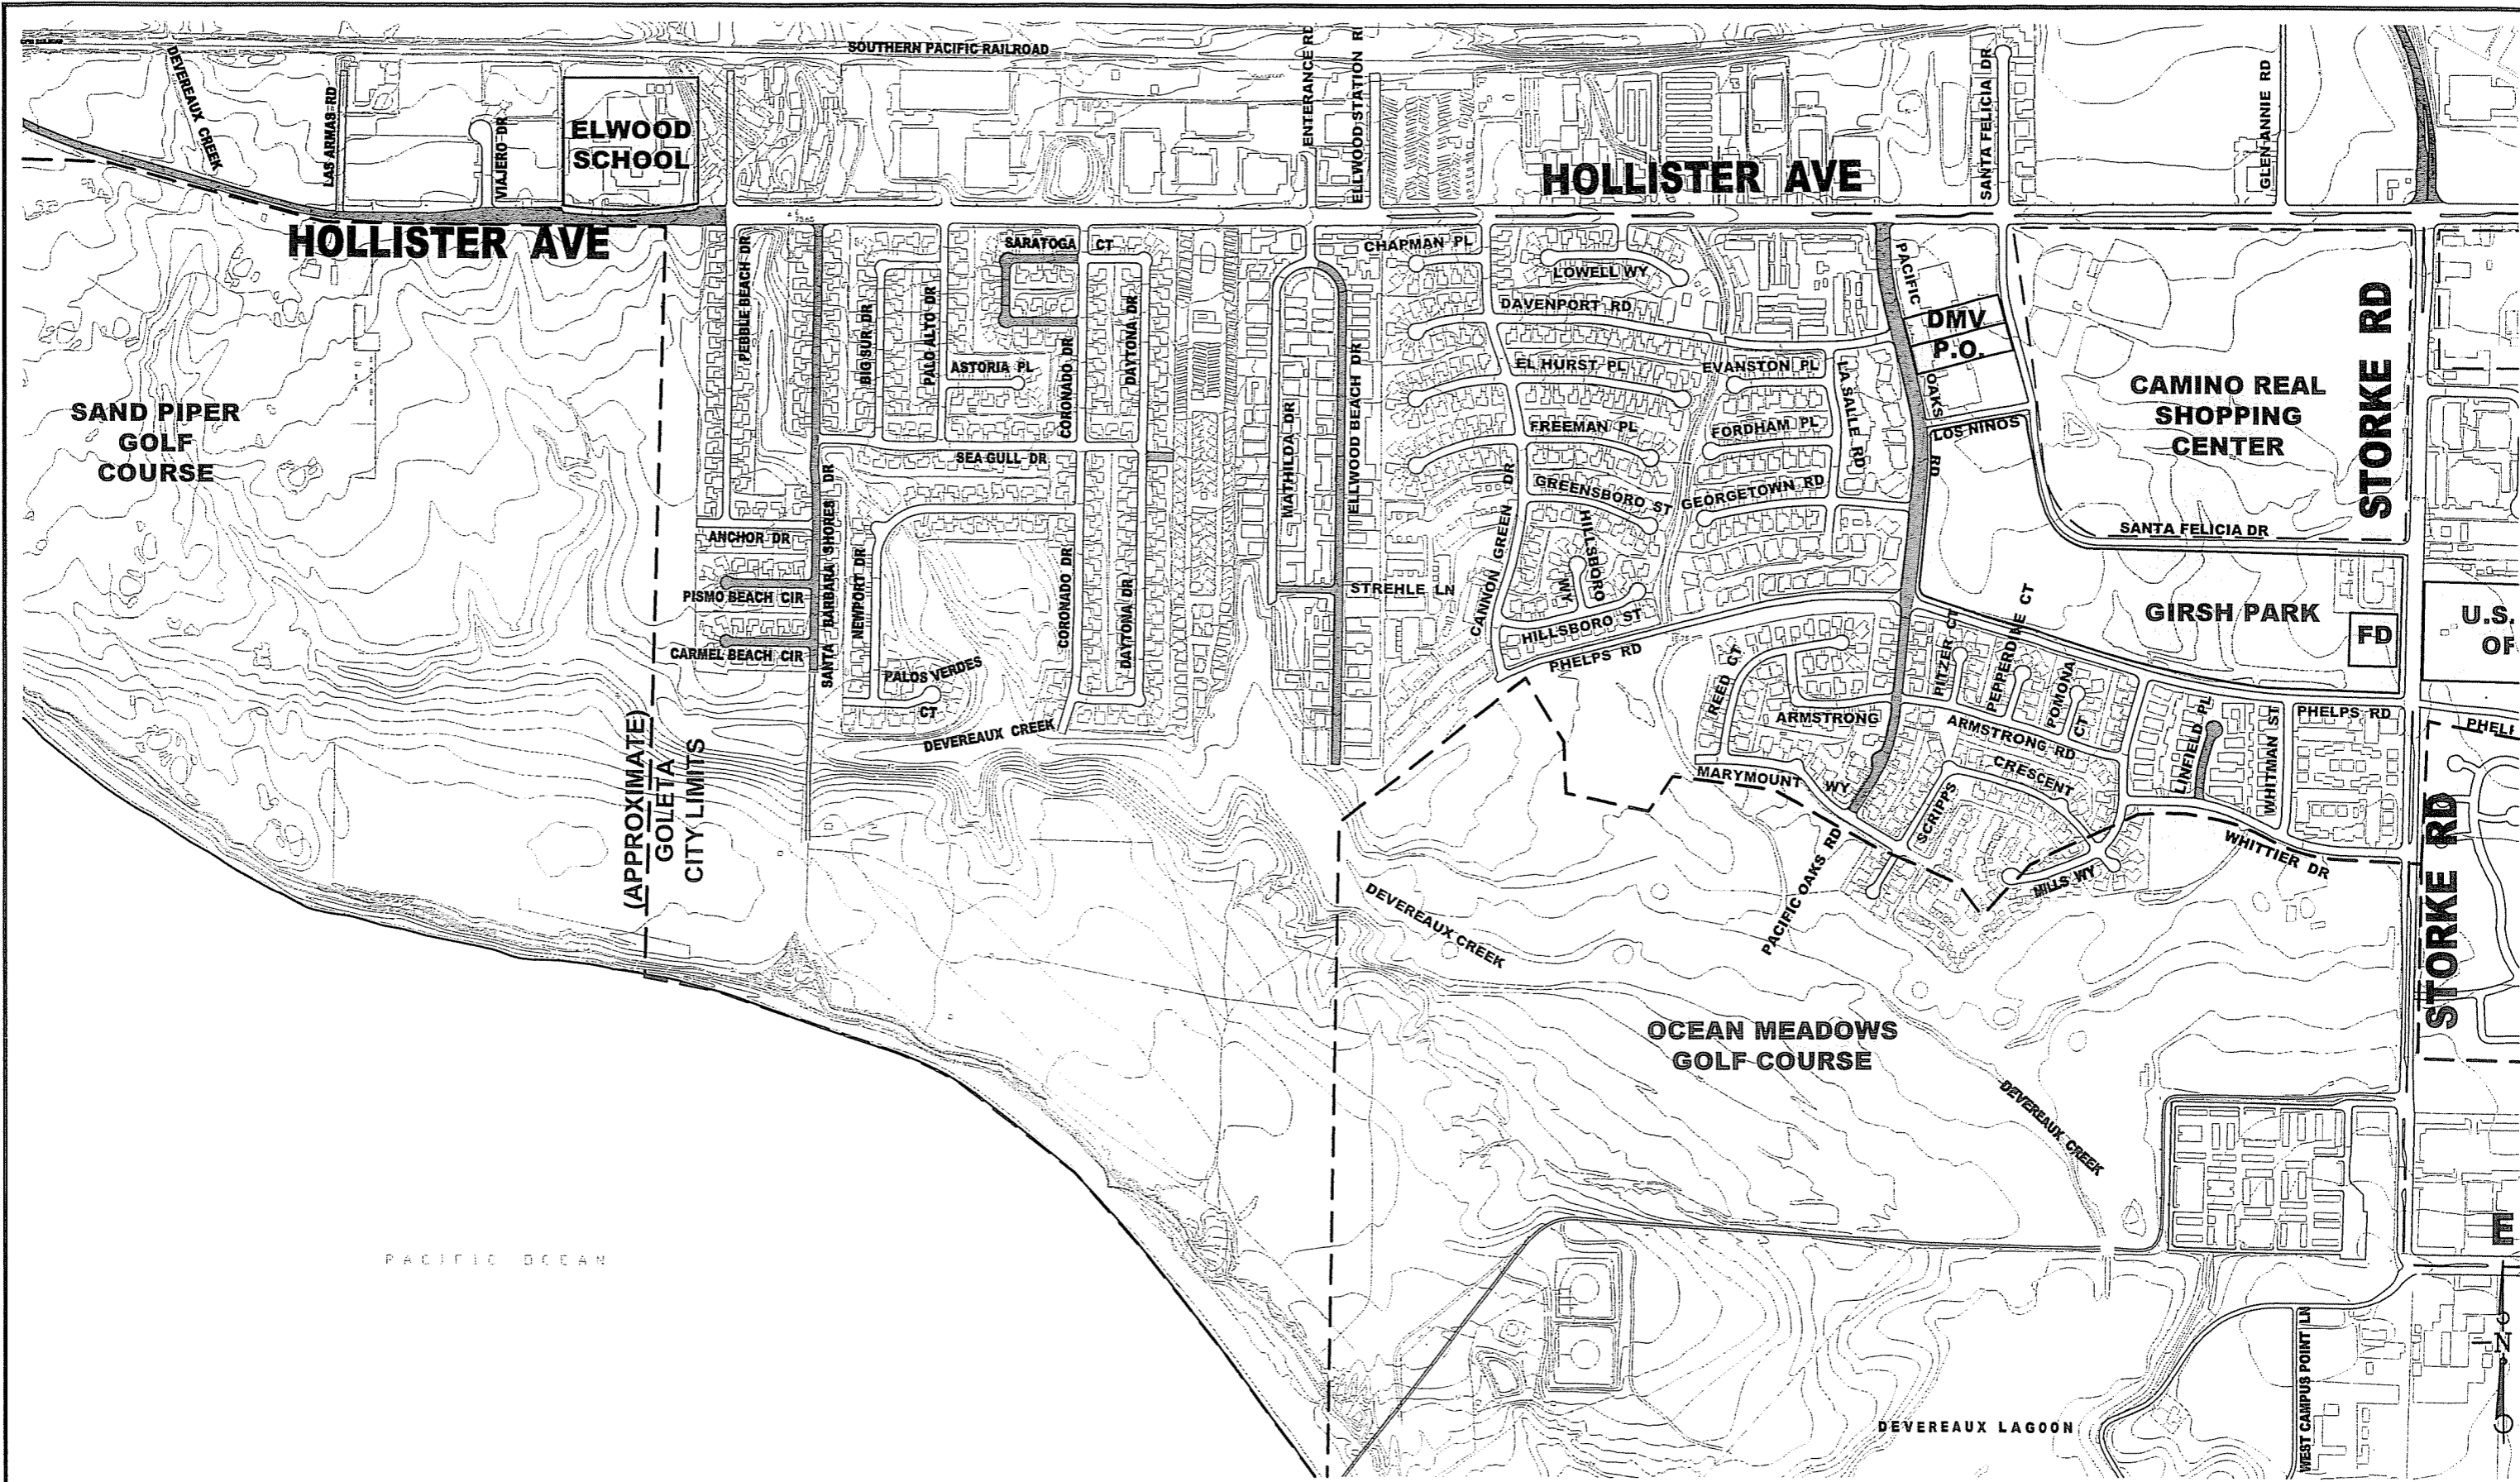 SOUTHERN PACIFIC RAILROAD
DEVEREAUX CREEK
LAS ARMAS RD
VIAJERO DR
ELWOOD
SCHOOL
ENTERANCE RD
ELLWOOD STATION R
SANTA FELICIA DR
GLEN ANNIE RD
HOLLISTER AVE
HOLLISTER AVE
PEBBLE BEACH DR
BIG SUR DR
PALO ALTO DR
SARATOGA CT
ASTORIA PL
CORONADO DR
DAYTONA DR
SEA GULL DR
MATHILDA DR
ELLWOOD BEACH DR
CHAPMAN PL
LOWELL WY
DAVENPORT RD
EL HURST PL
EVANSTON PL
FREEMAN PL
FORDHAM PL
LA SALLE RD
GREENSBORO ST
GEORGETOWN RD
PACIFIC
OAKS
RD
DMV
P.O.
LOS NINOS
CAMINO REAL
SHOPPING
CENTER
STORKE RD
SANTA FELICIA DR
SAND PIPER
GOLF
COURSE
ANCHOR DR
PISMO BEACH CIR
CARMEL BEACH CIR
SANTA BARBARA SHORES DR
NEWPORT DR
PALOS VERDES
CT
CORONADO DR
DAYTONA DR
DEVEREAUX CREEK
STREHLE LN
CANNON GREEN DR
HILLSBORO
WY
HILLSBORO ST
PHELPS RD
REED CT
ARMSTRONG
MARYMOUNT WY
PITZER CT
PEPPERDINE CT
POMONA
CT
ARMSTRONG RD
CRESCENT
SCRIPPS
LINFIELD PL
WHITMAN ST
PHELPS RD
GIRSH PARK
FD
U.S.
OF
PHEL
WHITTIER DR
MILLS WY
PACIFIC OAKS RD
STORKE RD
(APPROXIMATE)
GOLETA
CITY LIMITS
DEVEREAUX CREEK
OCEAN MEADOWS
GOLF COURSE
DEVEREAUX CREEK
PACIFIC OCEAN
E
N
WEST CAMPUS POINT LN
DEVEREAUX LAGOON